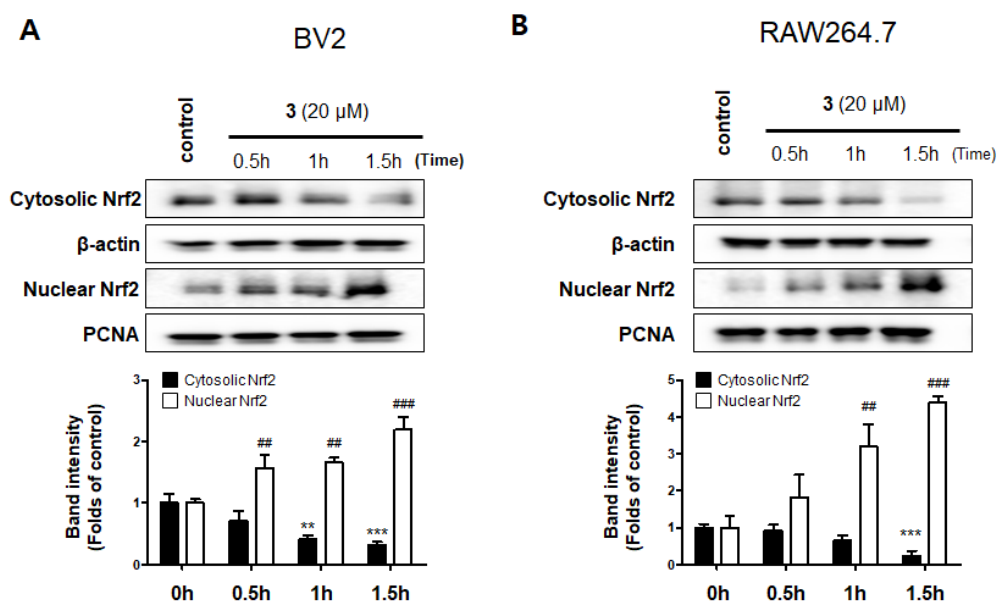 A
BV2
control
3 (20 μM)
0.5h 1h 1.5h (Time)
Cytosolic Nrf2
β-actin
Nuclear Nrf2
PCNA
Band intensity
(Folds of control)
3
2
1
0
Cytosolic Nrf2
Nuclear Nrf2
## ## ###
** ***
0h 0.5h 1h 1.5h
B
RAW264.7
control
3 (20 μM)
0.5h 1h 1.5h (Time)
Cytosolic Nrf2
β-actin
Nuclear Nrf2
PCNA
Band intensity
(Folds of control)
5
4
3
2
1
0
Cytosolic Nrf2
Nuclear Nrf2
## ###
***
0h 0.5h 1h 1.5h